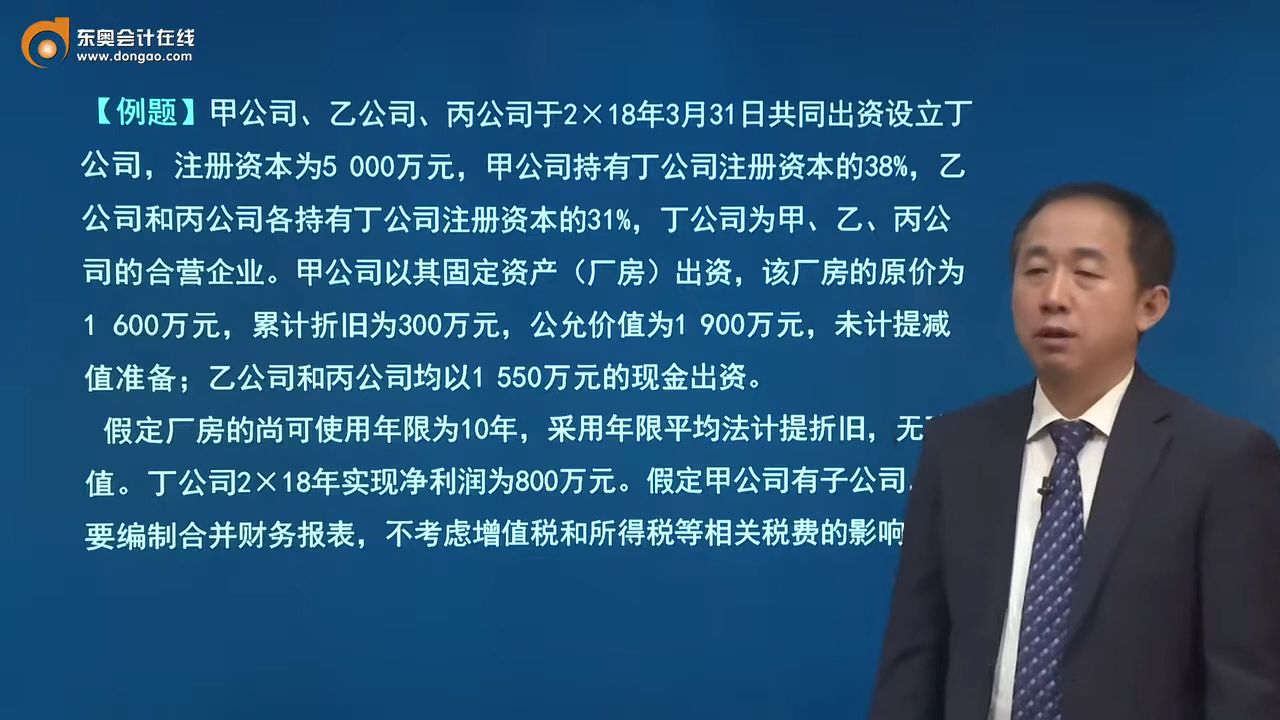 东奥会计在线
www.dongao.com
【例题】甲公司、乙公司、丙公司于2×18年3月31日共同出资设立丁
公司，注册资本为5 000万元，甲公司持有丁公司注册资本的38%，乙
公司和丙公司各持有丁公司注册资本的31%，丁公司为甲、乙、丙公
司的合营企业。甲公司以其固定资产（厂房）出资，该厂房的原价为
1 600万元，累计折旧为300万元，公允价值为1 900万元，未计提减
值准备；乙公司和丙公司均以1 550万元的现金出资。
假定厂房的尚可使用年限为10年，采用年限平均法计提折旧，无
值。丁公司2×18年实现净利润为800万元。假定甲公司有子公司
要编制合并财务报表，不考虑增值税和所得税等相关税费的影响